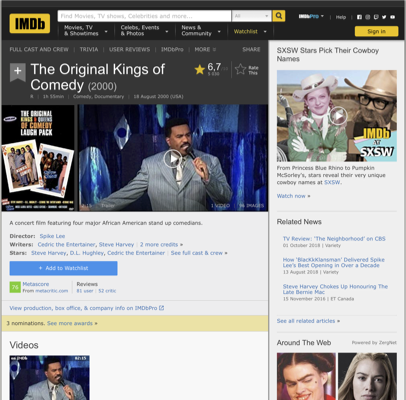 IMDb
Find Movies, TV shows, Celebrities and more...
All
IMDbPro
Help
Movies, TV
& Showtimes
Celebs, Events
& Photos
News &
Community
Watchlist
Sign in
FULL CAST AND CREW | TRIVIA | USER REVIEWS | IMDbPro | MORE
SHARE
The Original Kings of
Comedy (2000)
6,7
Rate
This
R | 1h 55min | Comedy, Documentary | 18 August 2000 (USA)
THE ORIGINAL
KINGS OF
COMEDY
LAUGH PACK
1 VIDEO
IMAGES
A concert film featuring four major African American stand up comedians.
Director: Spike Lee
Writers: Cedric the Entertainer, Steve Harvey | 2 more credits »
Stars: Steve Harvey, D.L. Hughley, Cedric the Entertainer | See full cast & crew »
+ Add to Watchlist
Metascore
From metacritic.com
Reviews
81 user | 52 critic
View production, box office, & company info on IMDbPro
3 nominations. See more awards »
Videos
SXSW Stars Pick Their Cowboy
Names
IMDb
AT
SXSW
From Princess Blue Rhino to Pumpkin
McSorley's, stars reveal their very
unique cowboy names at SXSW.
Watch now »
Related News
TV Review: 'The Neighborhood' on CBS
01 October 2018 | Variety
How 'BlacKkKlansman' Delivered Spike
Lee's Best Opening in Over a Decade
13 August 2018 | Variety
Steve Harvey Chokes Up Honouring The
Late Bernie Mac
15 November 2016 | ET Canada
See all related articles »
Around The Web
Powered by ZergNet